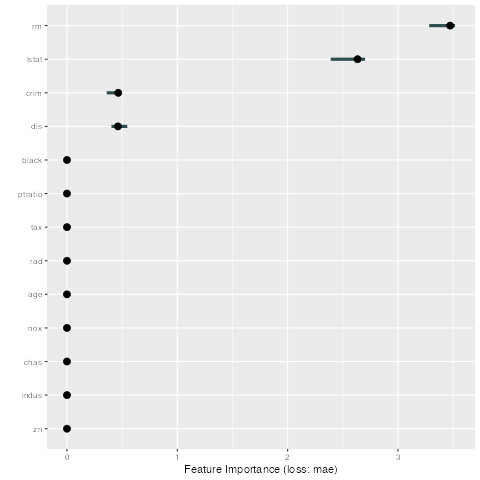 rm
lstat
crim
dis
black
ptratio
tax
rad
age
nox
chas
indus
zn
0 1 2 3
Feature Importance (loss: mae)